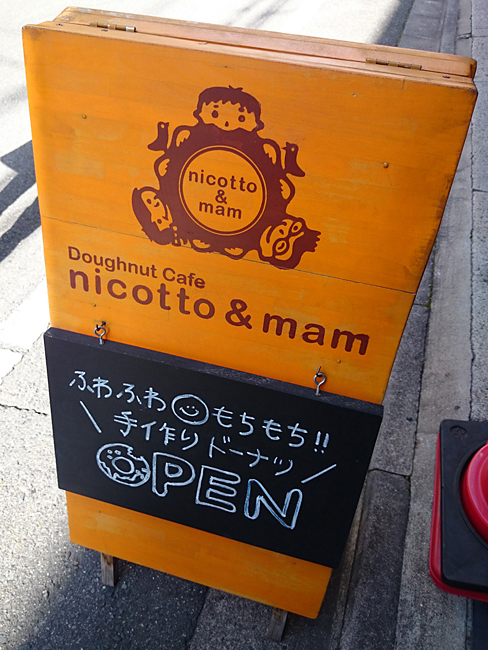 nicotto
&
mam
Doughnut Cafe
nicotto & mam
ふわふわ もちもち!!
手作りドーナツ
OPEN